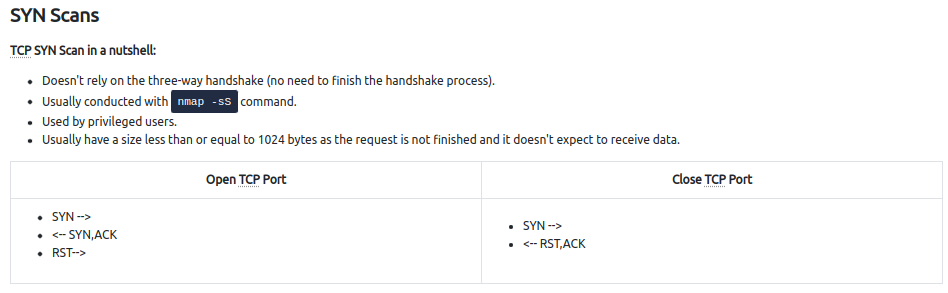 SYN Scans
TCP SYN Scan in a nutshell:
• Doesn't rely on the three-way handshake (no need to finish the handshake process).
• Usually conducted with nmap -sS command.
• Used by privileged users.
• Usually have a size less than or equal to 1024 bytes as the request is not finished and it doesn't expect to receive data.
Open TCP Port
Close TCP Port
• SYN -->
• <-- SYN,ACK
• RST-->
• SYN -->
• <-- RST,ACK